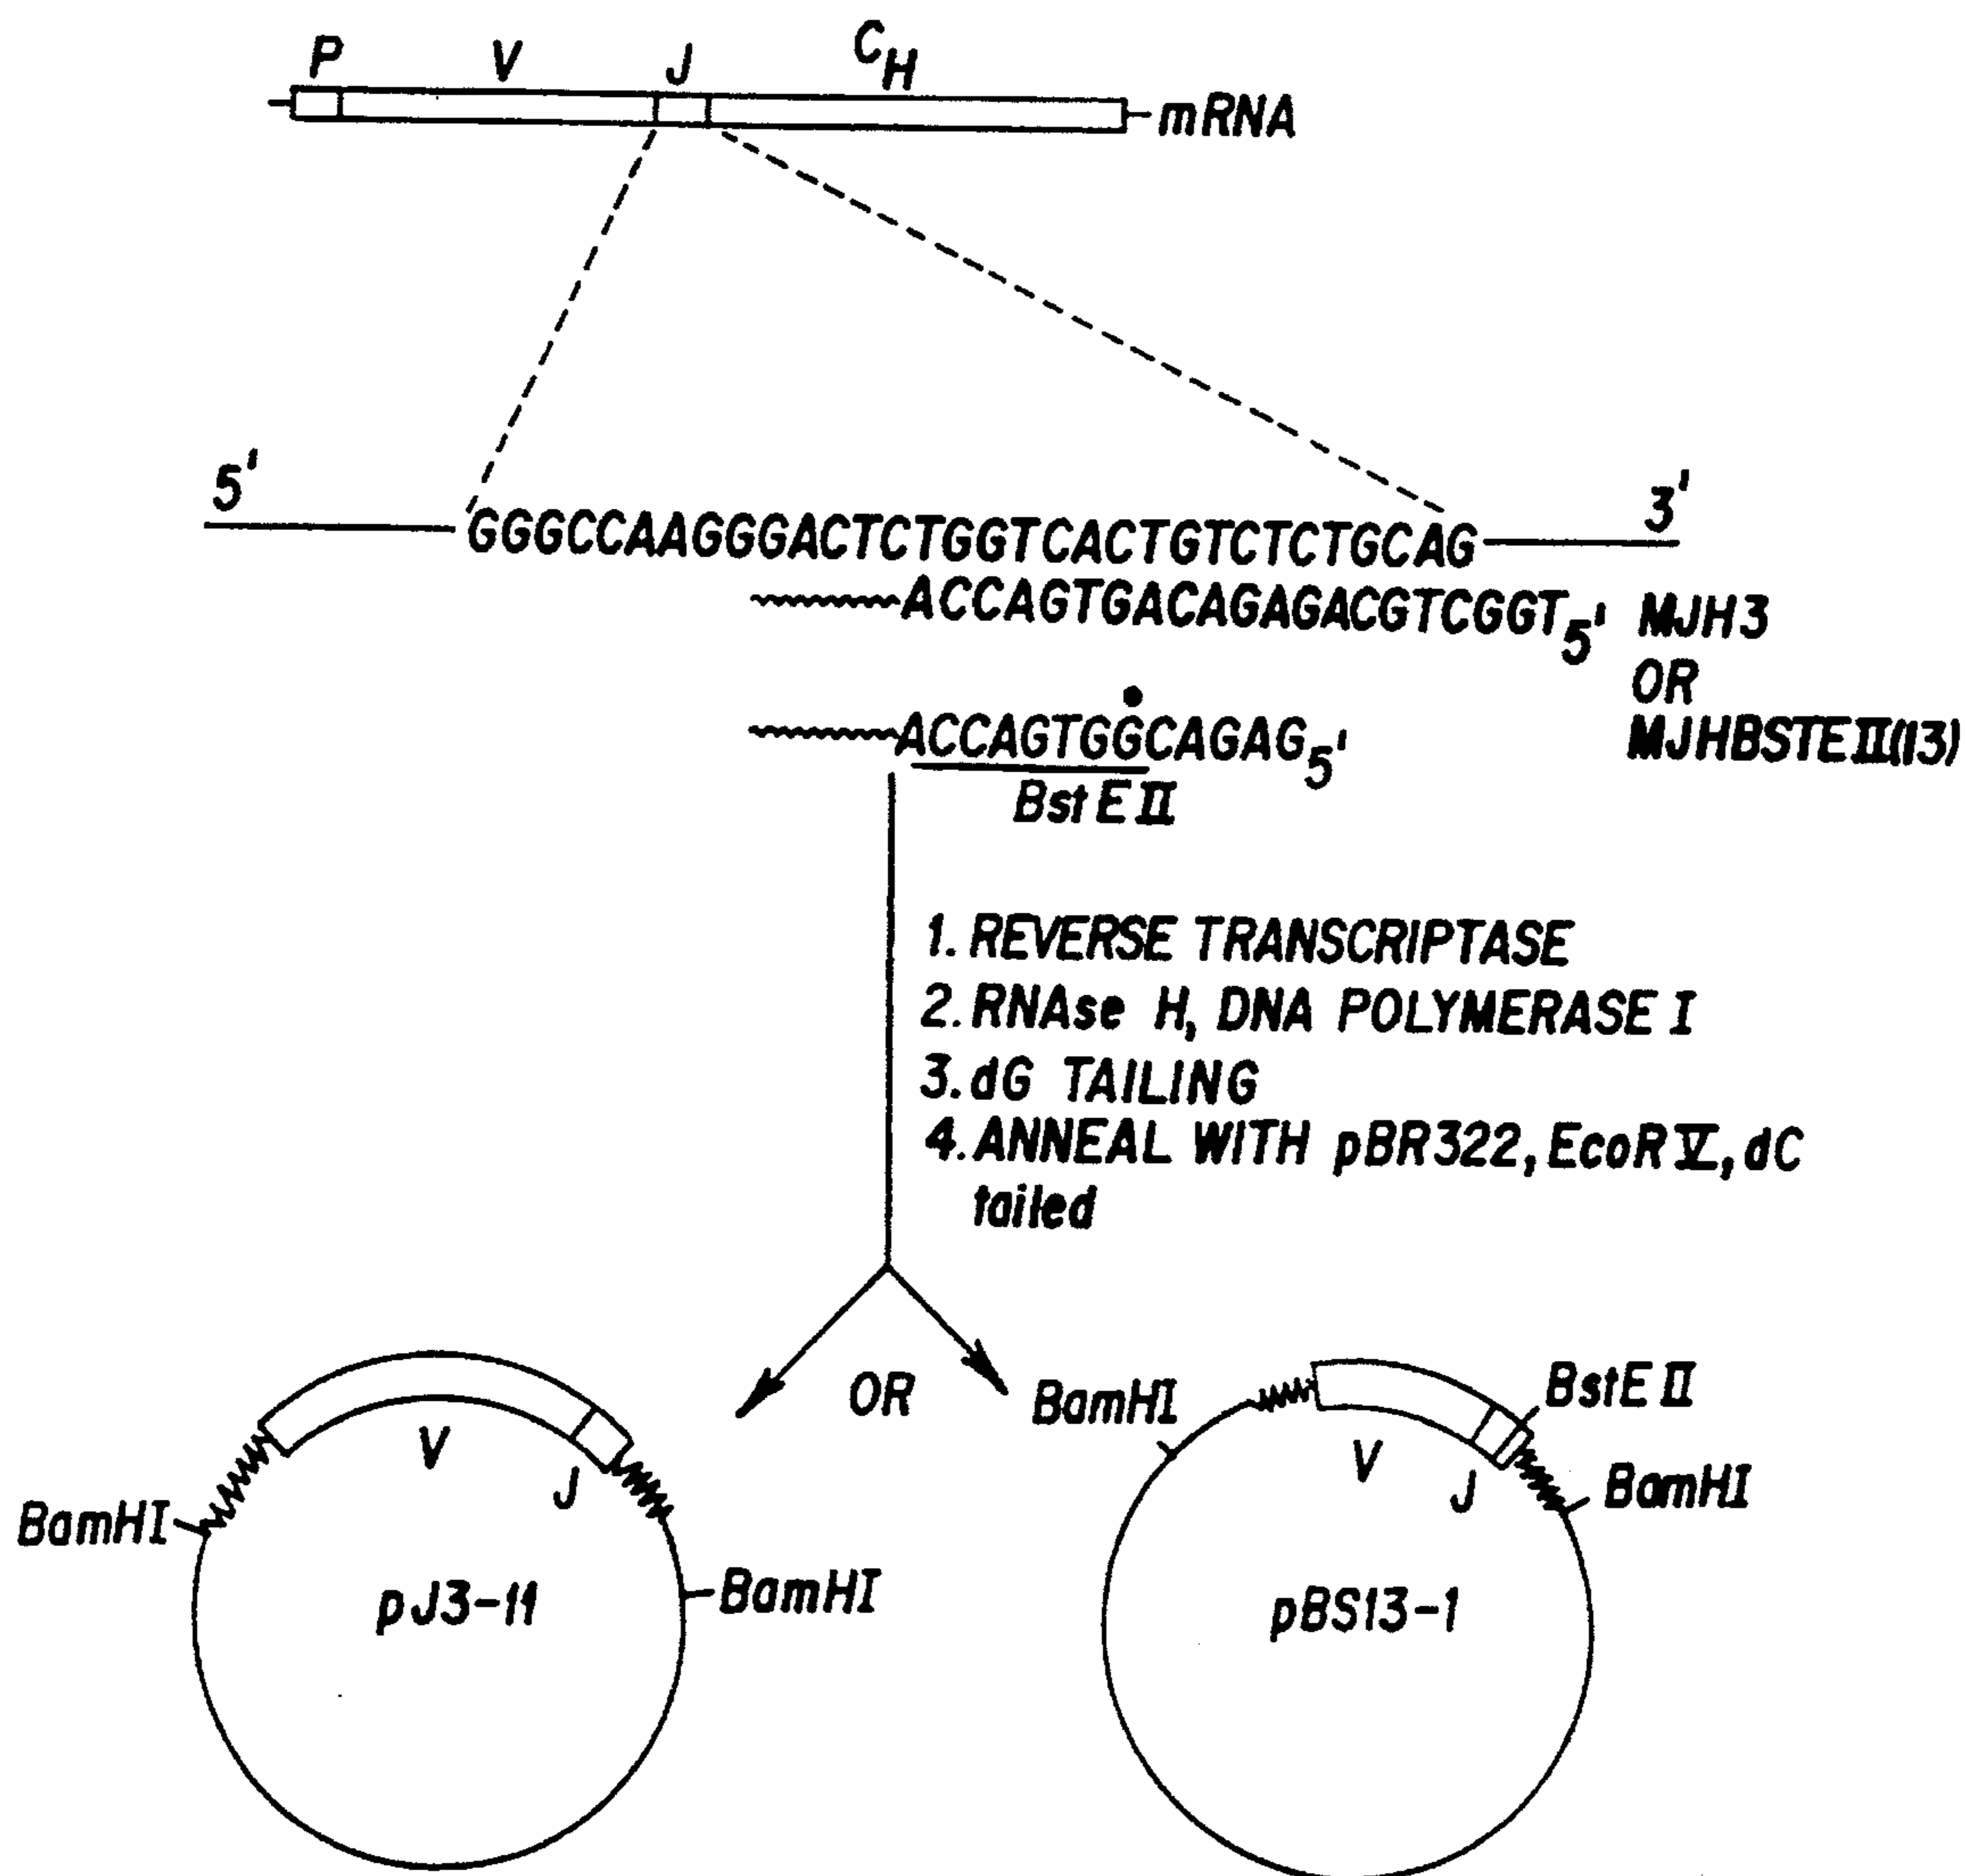 P V J CH
mRNA
5' GGGCCAAGGGACTCTGGTCACTGTCTCTGCAG 3'
ACCAGTGACAGAGACGTCGGT5' MJH3
OR
ACCAGTGGCAGAG5' MJHBSTEII(13)
BstEII
1. REVERSE TRANSCRIPTASE
2. RNAse H, DNA POLYMERASE I
3. dG TAILING
4. ANNEAL WITH pBR322, EcoRV, dC
tailed
OR
BamHI
V
J
BamHI
pJ3-11
BamHI
BstEII
V
J
BamHI
pBS13-1